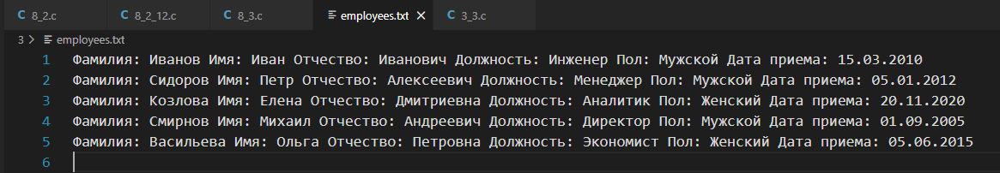 C 8_2.c C 8_2_12.c C 8_3.c employees.txt × C 3_3.c
3 > employees.txt
1 Фамилия: Иванов Имя: Иван Отчество: Иванович Должность: Инженер Пол: Мужской Дата приема: 15.03.2010
2 Фамилия: Сидоров Имя: Петр Отчество: Алексеевич Должность: Менеджер Пол: Мужской Дата приема: 05.01.2012
3 Фамилия: Козлова Имя: Елена Отчество: Дмитриевна Должность: Аналитик Пол: Женский Дата приема: 20.11.2020
4 Фамилия: Смирнов Имя: Михаил Отчество: Андреевич Должность: Директор Пол: Мужской Дата приема: 01.09.2005
5 Фамилия: Васильева Имя: Ольга Отчество: Петровна Должность: Экономист Пол: Женский Дата приема: 05.06.2015
6